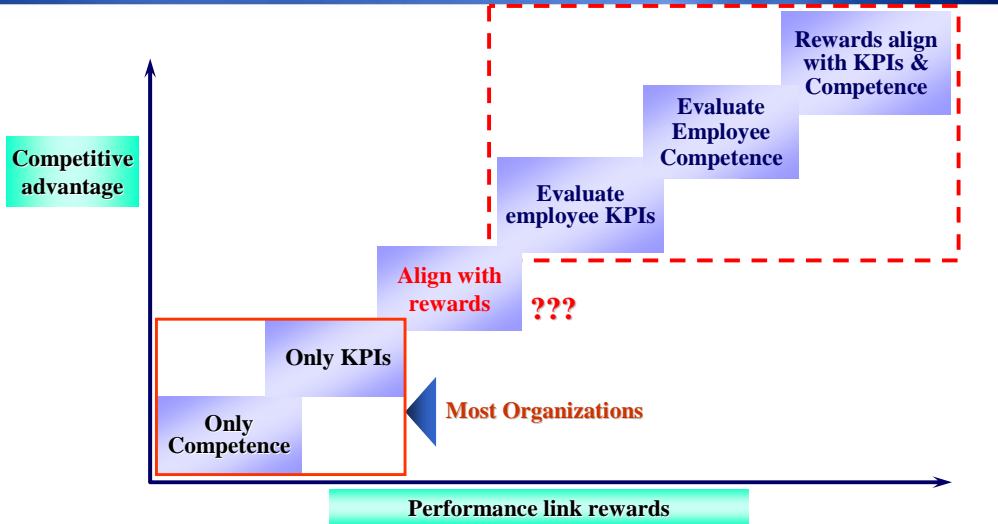 Rewards align
with KPIs &
Competence
Evaluate
Employee
Competence
Competitive
advantage
Evaluate
employee KPIs
Align with
rewards
???
Only KPIs
Most Organizations
Only
Competence
Performance link rewards